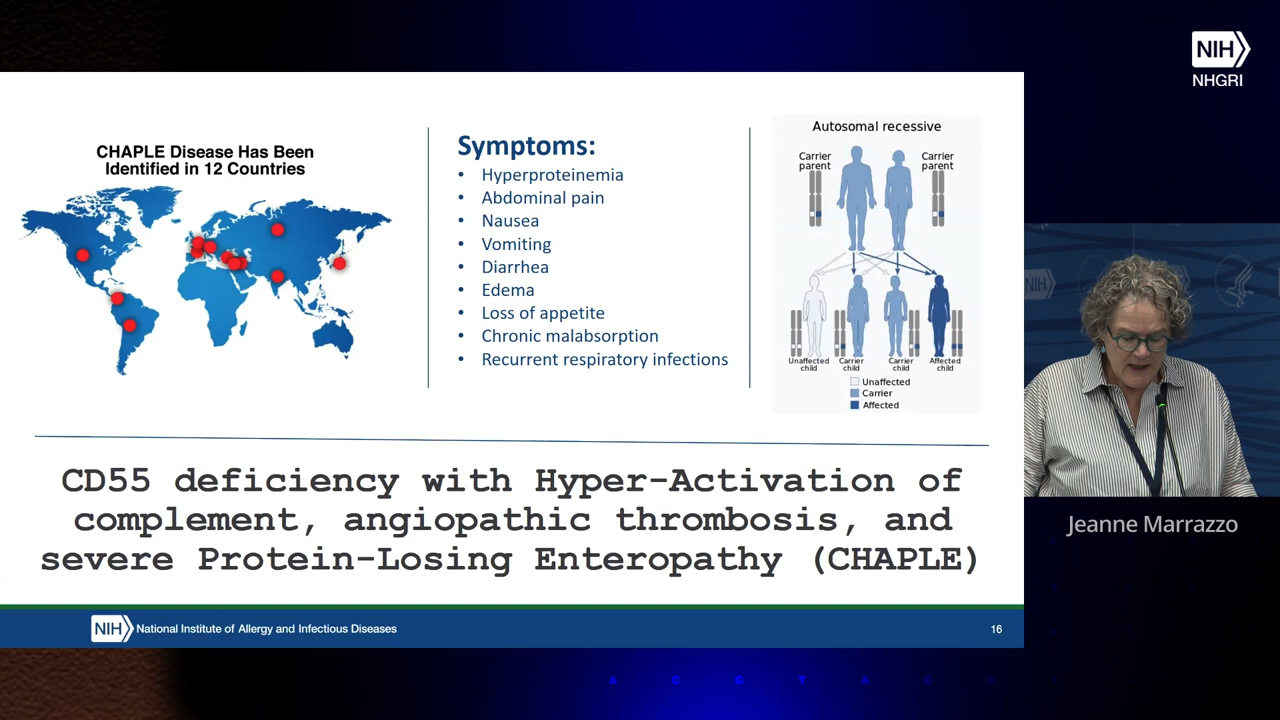 NIH
NHGRI
CHAPLE Disease Has Been
Identified in 12 Countries
Symptoms:
• Hyperproteinemia
• Abdominal pain
• Nausea
• Vomiting
• Diarrhea
• Edema
• Loss of appetite
• Chronic malabsorption
• Recurrent respiratory infections
Autosomal recessive
Carrier
parent
Carrier
parent
Unaffected
child
Carrier
child
Carrier
child
Affected
child
Unaffected
Carrier
Affected
NIH
Jeanne Marrazzo
CD55 deficiency with Hyper-Activation of
complement, angiopathic thrombosis, and
severe Protein-Losing Enteropathy (CHAPLE)
NIH National Institute of Allergy and Infectious Diseases
16
A C G T A C G